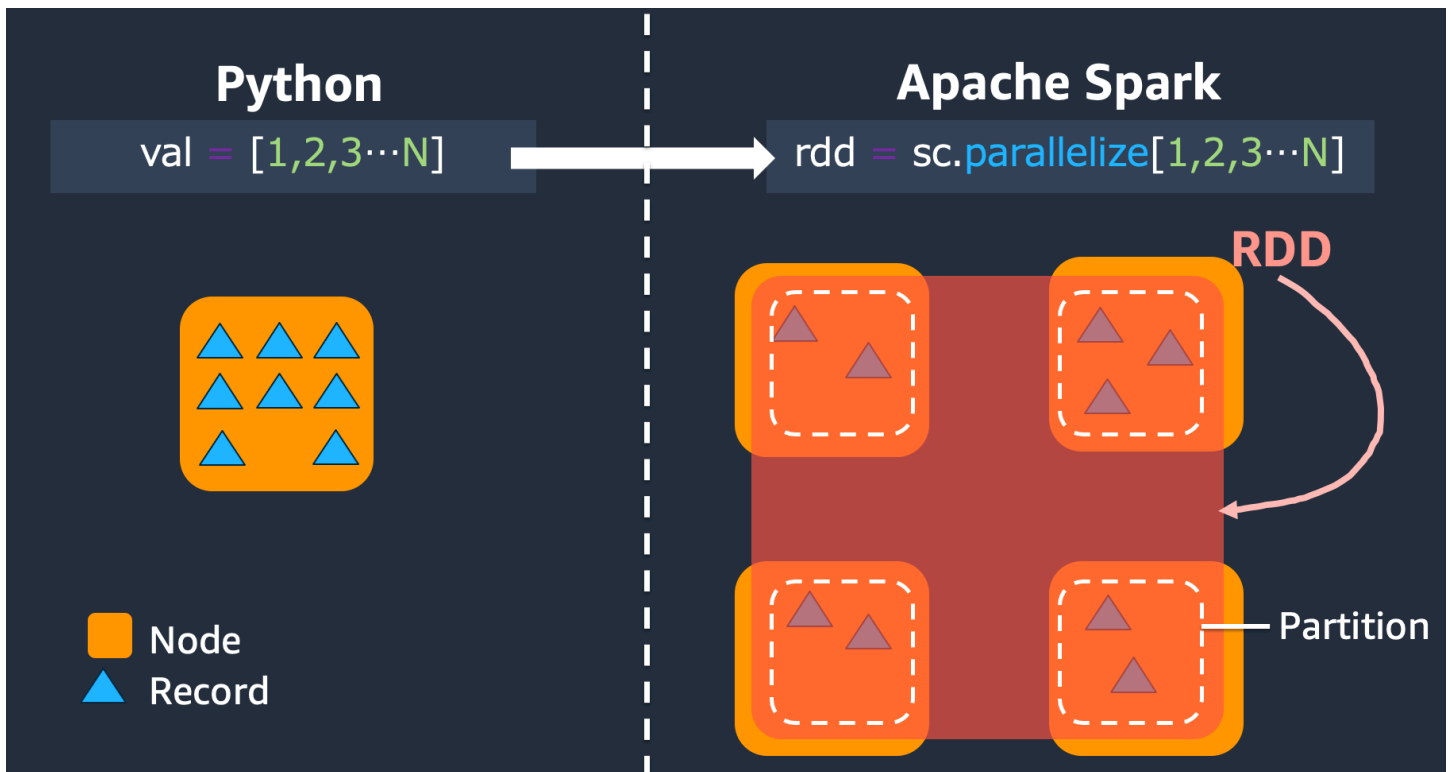 Python
val = [1,2,3⋯N]
Node
Record
Apache Spark
rdd = sc.parallelize[1,2,3⋯N]
RDD
Partition